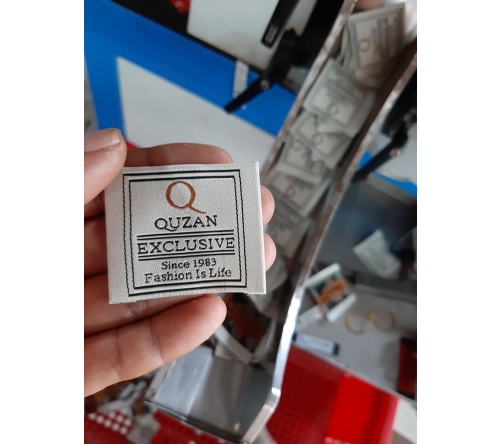 Q
QUZAN
EXCLUSIVE
Since 1983
Fashion Is Life